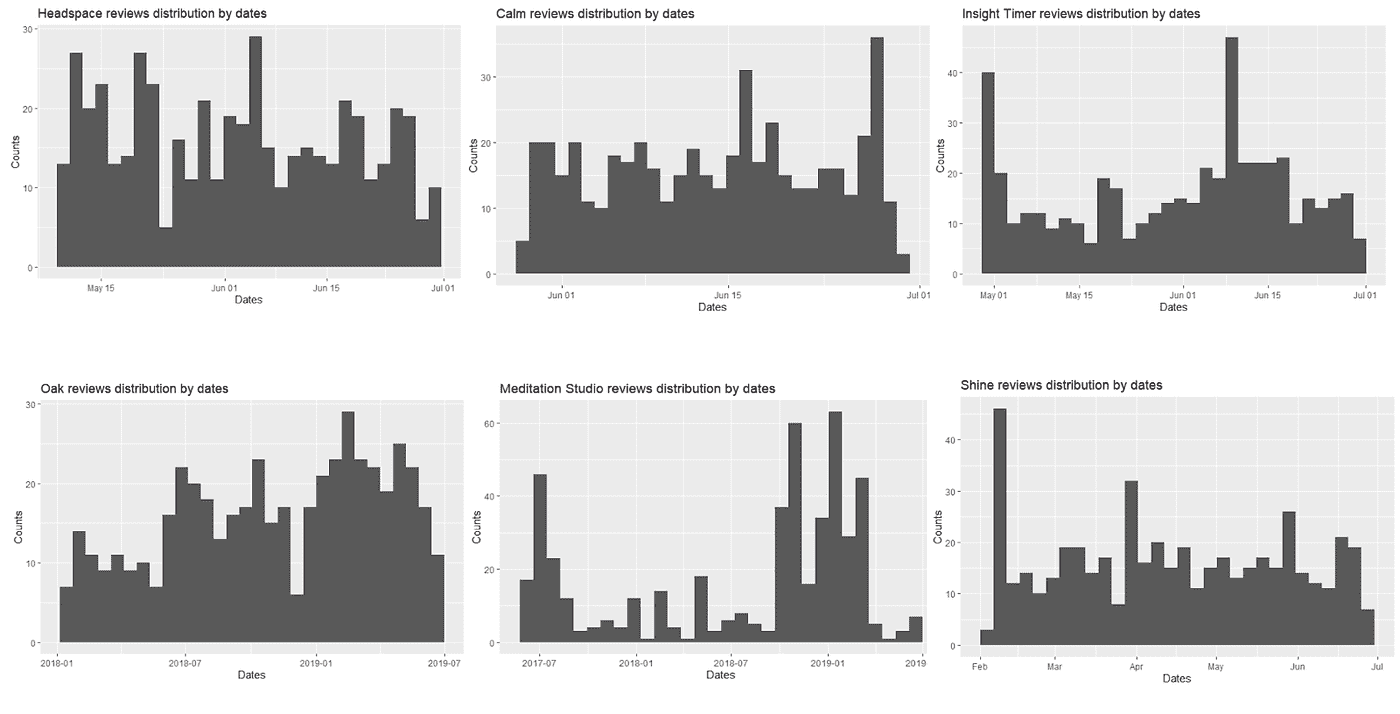 Headspace reviews distribution by dates
30
20
10
0
Counts
May 15
Jun 01
Jun 15
Jul 01
Dates
Calm reviews distribution by dates
30
20
10
0
Counts
Jun 01
Jun 15
Jul 01
Dates
Insight Timer reviews distribution by dates
40
30
20
10
0
Counts
May 01
May 15
Jun 01
Jun 15
Jul 01
Dates
Oak reviews distribution by dates
30
20
10
0
Counts
2018-01
2018-07
2019-01
2019-07
Dates
Meditation Studio reviews distribution by dates
60
40
20
0
Counts
2017-07
2018-01
2018-07
2019-01
2019
Dates
Shine reviews distribution by dates
40
30
20
10
0
Counts
Feb
Mar
Apr
May
Jun
Jul
Dates